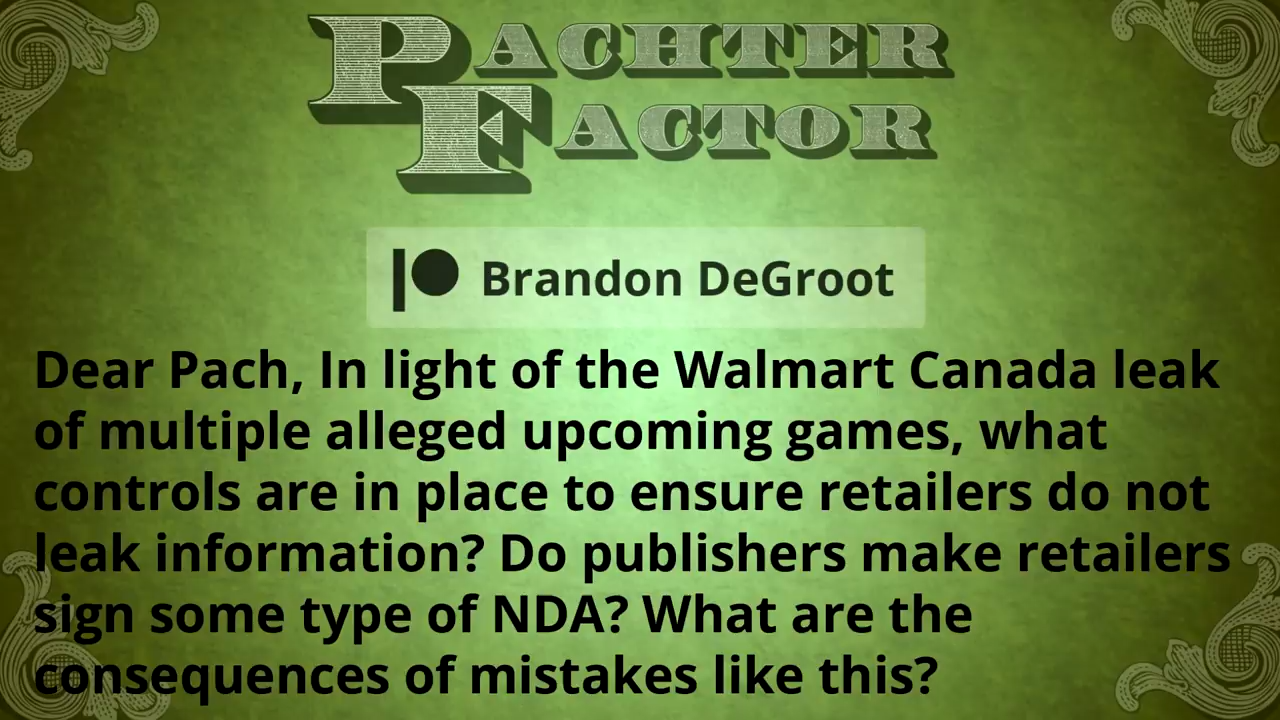 PACHTER
FACTOR
Brandon DeGroot
Dear Pach, In light of the Walmart Canada leak
of multiple alleged upcoming games, what
controls are in place to ensure retailers do not
leak information? Do publishers make retailers
sign some type of NDA? What are the
consequences of mistakes like this?